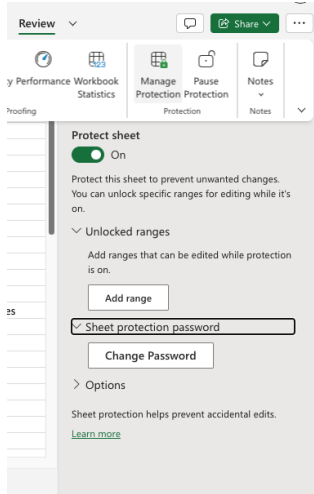 Review
Share
y Performance Workbook Statistics
Manage Protection
Pause Protection
Notes
Proofing
Protection
Notes
Protect sheet
On
Protect this sheet to prevent unwanted changes.
You can unlock specific ranges for editing while it's
on.
Unlocked ranges
Add ranges that can be edited while protection
is on.
Add range
es
Sheet protection password
Change Password
Options
Sheet protection helps prevent accidental edits.
Learn more